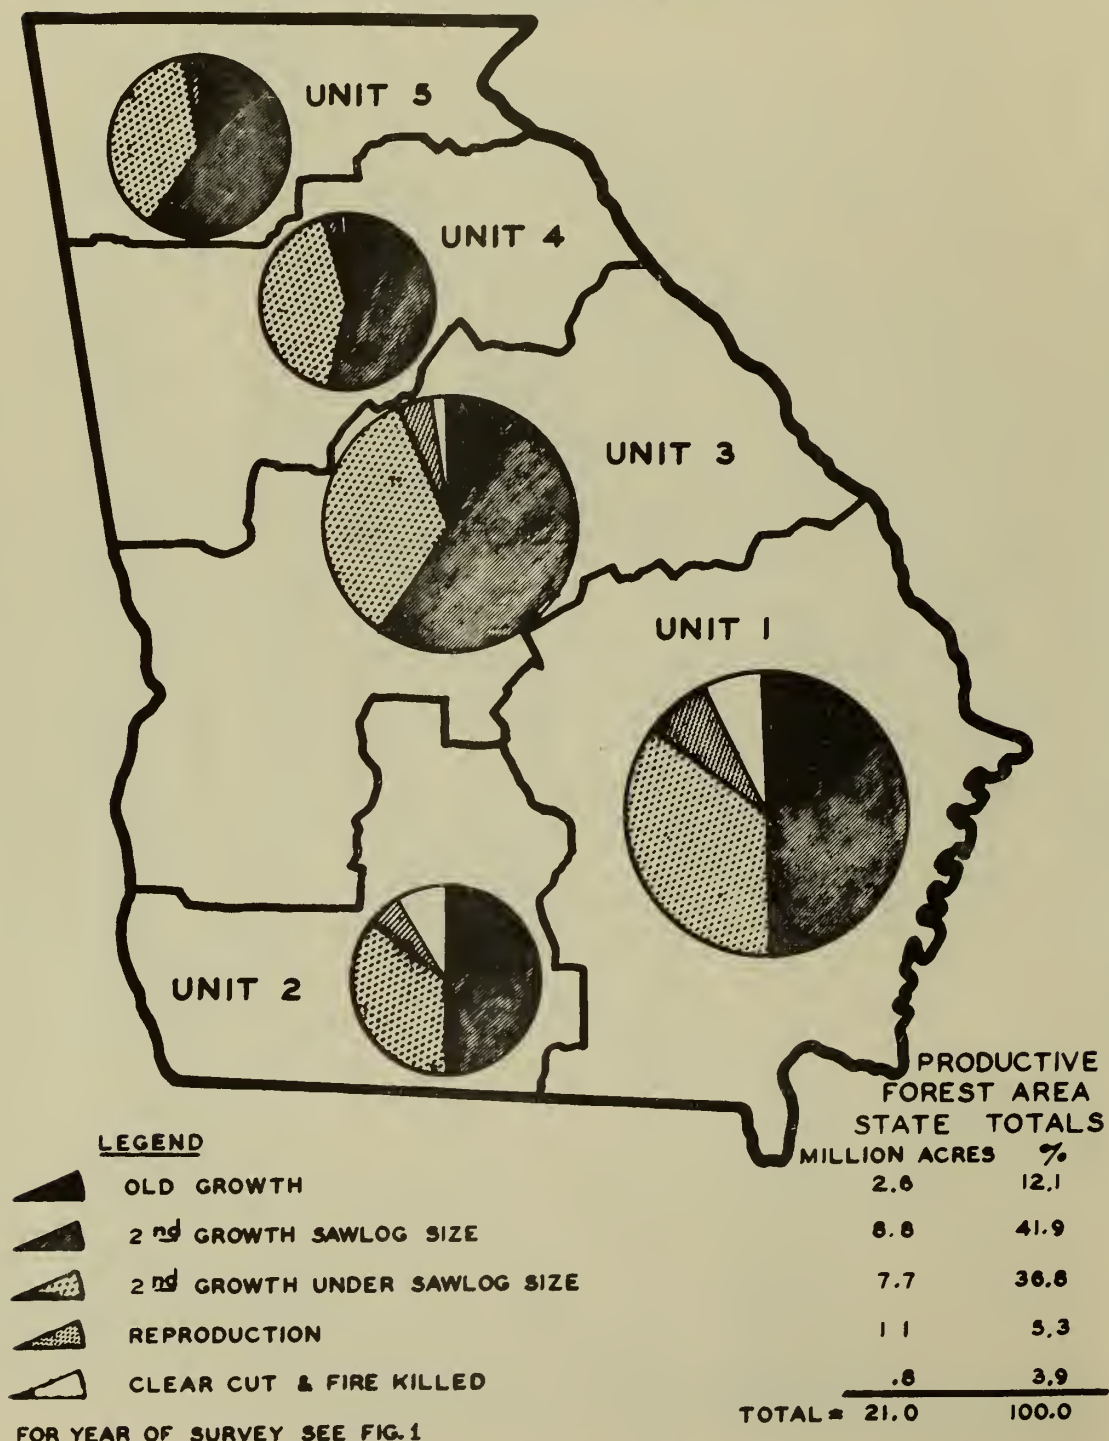 UNIT 5
UNIT 4
UNIT 3
UNIT 1
UNIT 2
PRODUCTIVE
FOREST AREA
STATE TOTALS
LEGEND
MILLION ACRES %
OLD GROWTH 2.6 12.1
2nd GROWTH SAWLOG SIZE 8.8 41.9
2nd GROWTH UNDER SAWLOG SIZE 7.7 36.8
REPRODUCTION 1 1 5.3
CLEAR CUT & FIRE KILLED .8 3.9
TOTAL = 21.0 100.0
FOR YEAR OF SURVEY SEE FIG. 1